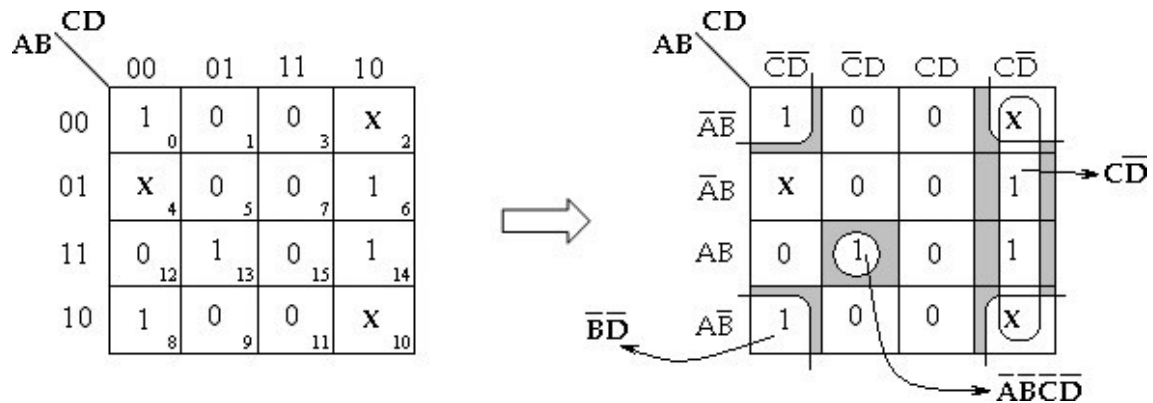 CD
AB
00 01 11 10
00 1 0 0 0 1 0 3 X 2
01 X 4 0 5 0 7 1 6
11 0 12 1 13 0 15 1 14
10 1 8 0 9 0 11 X 10
CD
AB
C̅D̅ C̅D CD CD̅
A̅B̅ 1 0 0 X
A̅B X 0 0 1 CD̅
AB 0 1 0 1
AB̅ 1 0 0 X
B̅D̅
A̅B̅C̅D̅